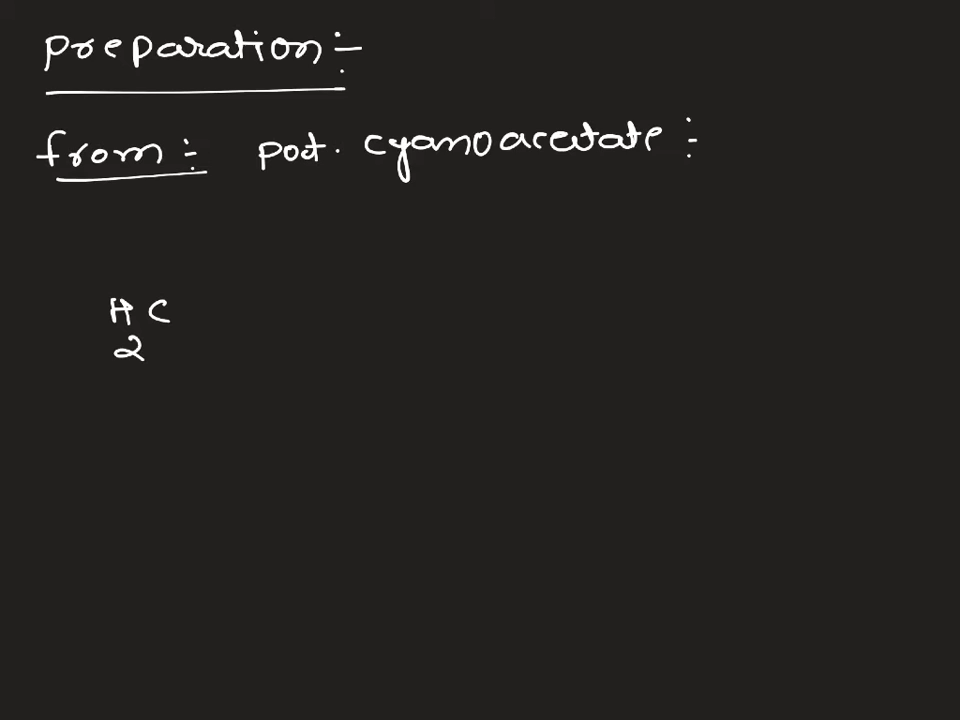 Preparation :-
from :- pot. cyanoacetate :-
H C
2